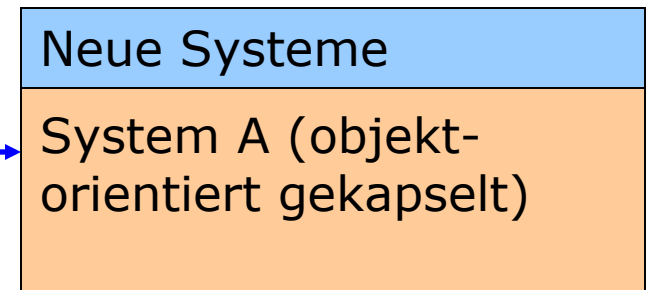 Neue Systeme
System A (objekt-
orientiert gekapselt)